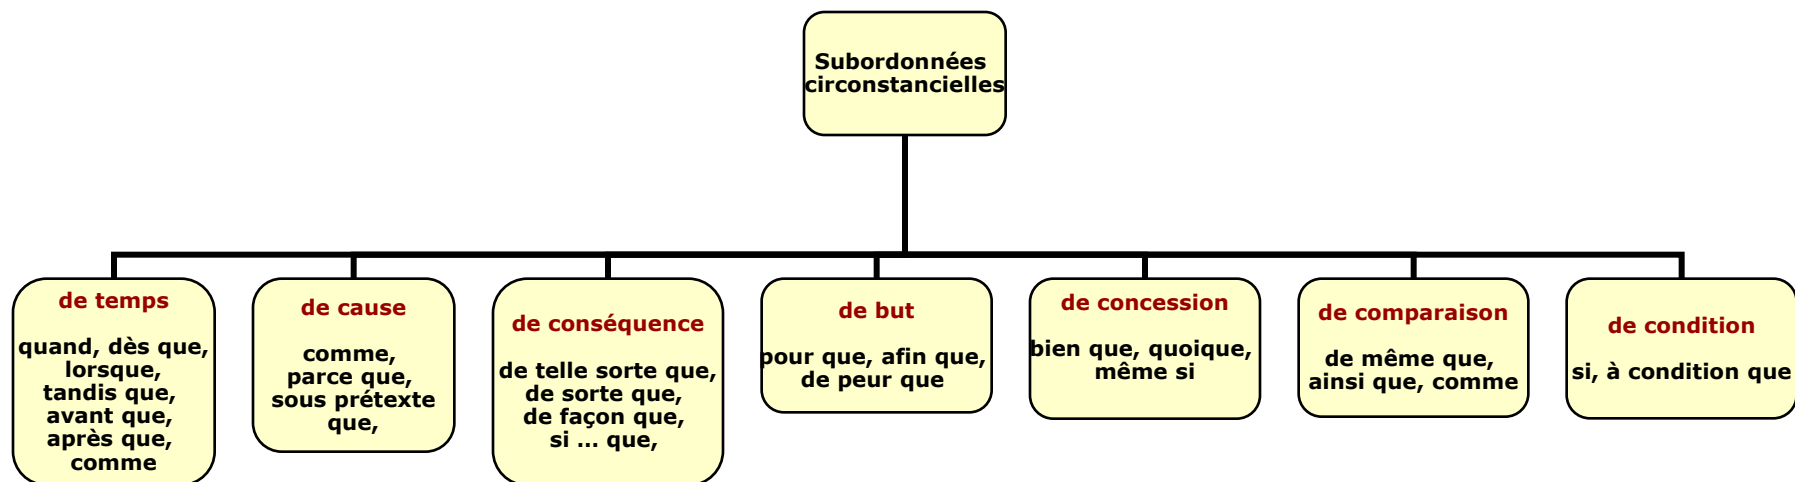 Subordonnées
circonstancielles
de temps
quand, dès que,
lorsque,
tandis que,
avant que,
après que,
comme
de cause
comme,
parce que,
sous prétexte
que,
de conséquence
de telle sorte que,
de sorte que,
de façon que,
si ... que,
de but
pour que, afin que,
de peur que
de concession
bien que, quoique,
même si
de comparaison
de même que,
ainsi que, comme
de condition
si, à condition que